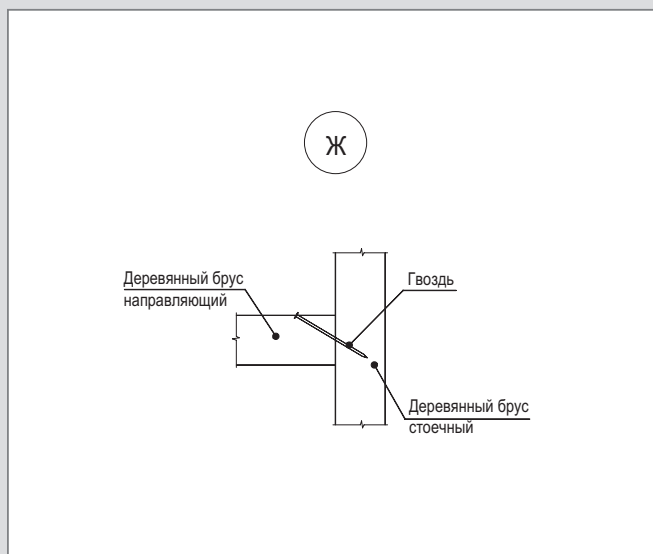 Ж
Деревянный брус
направляющий
Гвоздь
Деревянный брус
стоечный